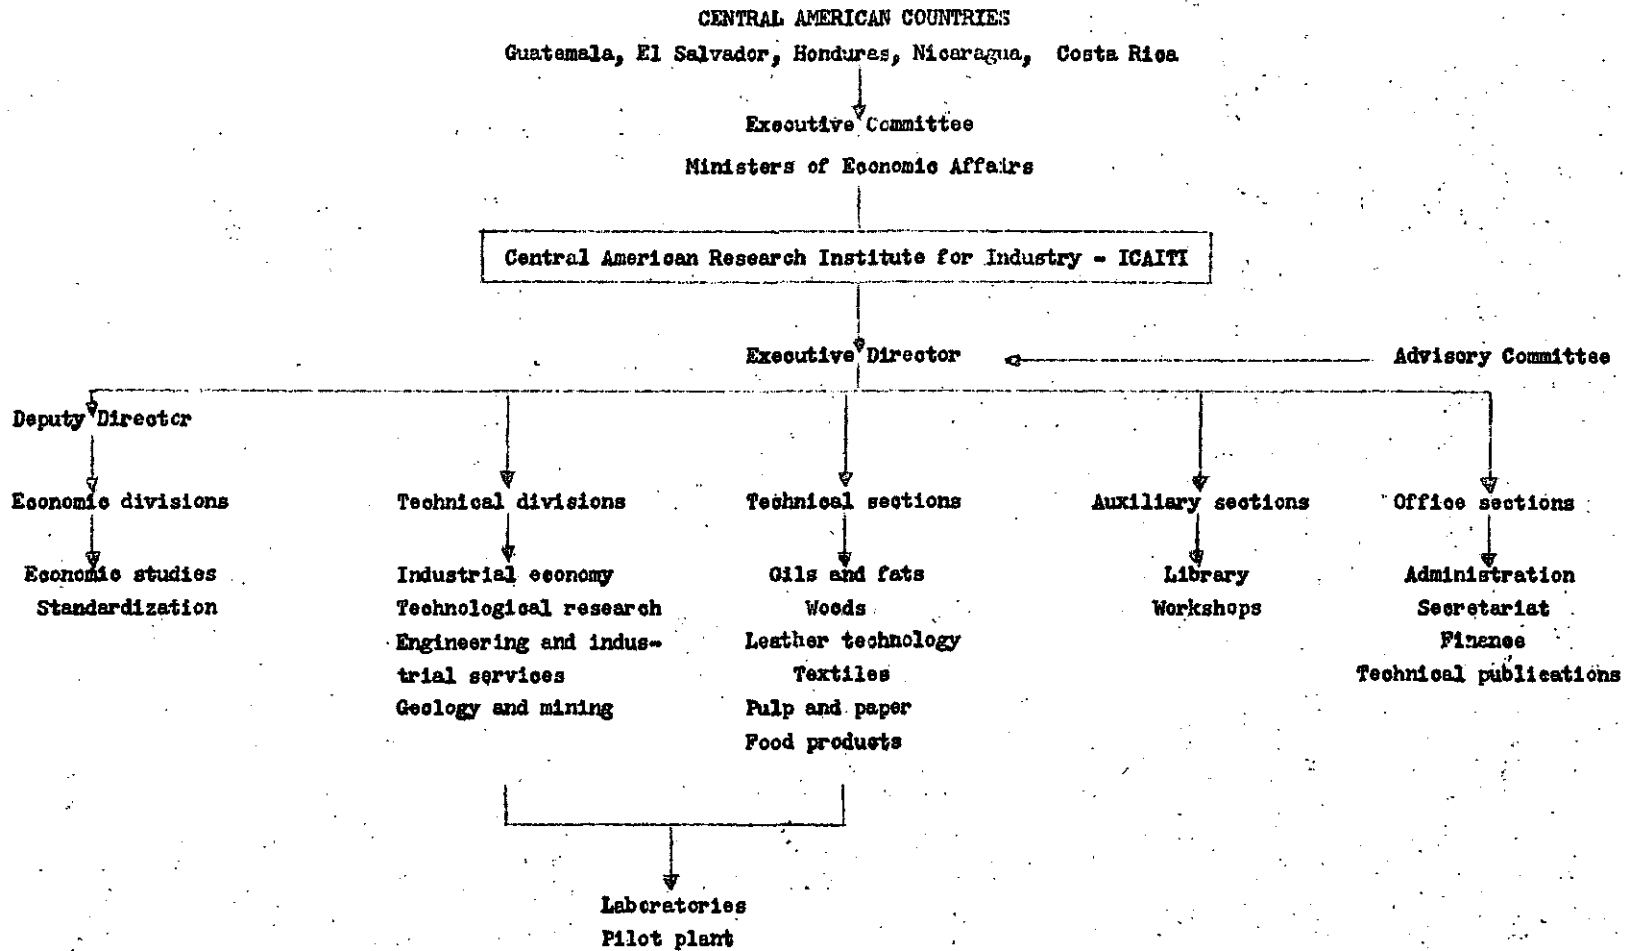 CENTRAL AMERICAN COUNTRIES
Guatemala, El Salvador, Honduras, Nicaragua, Costa Rica
Executive Committee
Ministers of Economic Affairs
Central American Research Institute for Industry - ICAITI
Executive Director
Advisory Committee
Deputy Director
Economic divisions
Technical divisions
Technical sections
Auxiliary sections
Office sections
Economic studies
Standardization
Industrial economy
Technological research
Engineering and indus-
trial services
Geology and mining
Oils and fats
Woods
Leather technology
Textiles
Pulp and paper
Food products
Library
Workshops
Administration
Secretariat
Finance
Technical publications
Laboratories
Pilot plant